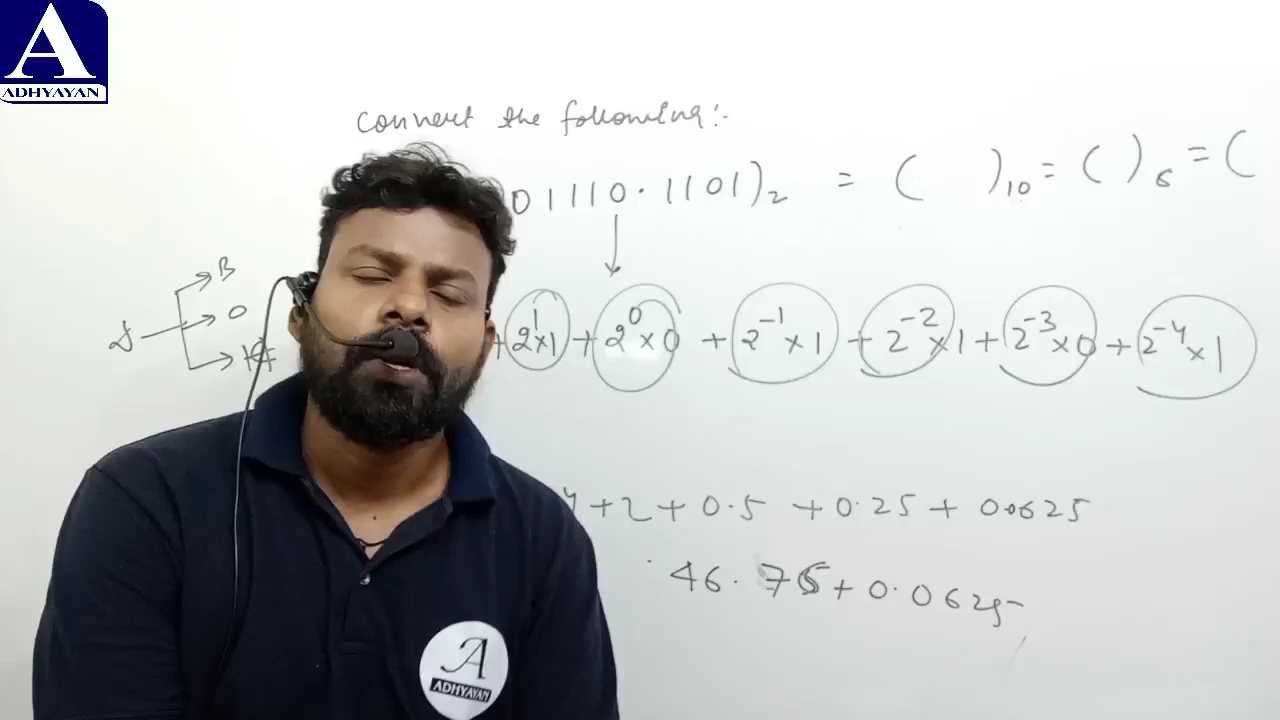 A
ADHYAYAN
Convert the following:-
01110.1101)₂ = ( )₁₀ = ( )₈ = (
D → B
→ O
→ H
+ 2¹×1 + 2⁰×0 + 2⁻¹×1 + 2⁻²×1 + 2⁻³×0 + 2⁻⁴×1
4+2+0.5+0.25+0.0625
46.75+0.0625
A
ADHYAYAN